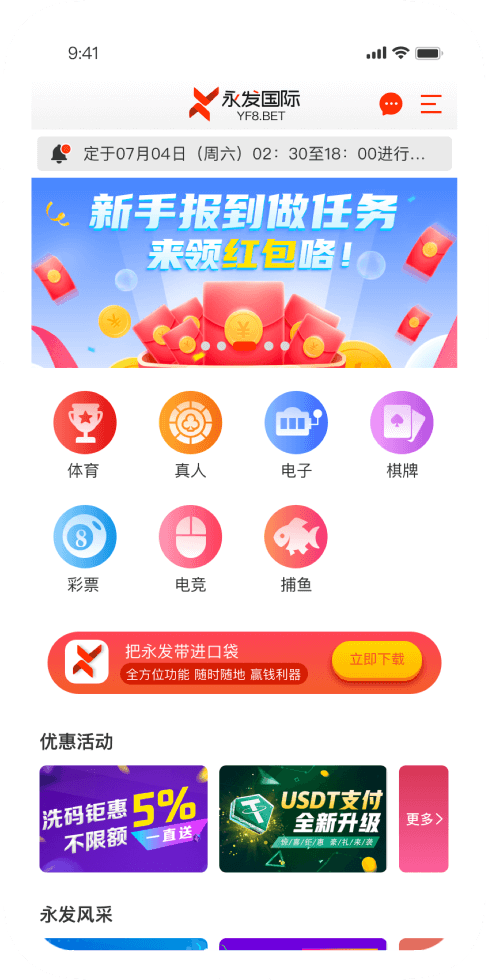 9:41
永发国际
YF8.BET
定于07月04日（周六）02：30至18：00进行...
新手报到做任务
来领红包咯！
体育
真人
电子
棋牌
8
彩票
电竞
捕鱼
把永发带进口袋
全方位功能 随时随地 赢钱利器
立即下载
优惠活动
洗码钜惠
不限额
5%
一直送
USDT支付
全新升级
惊/喜/钜/惠 豪/礼/来/袭
更多
永发风采